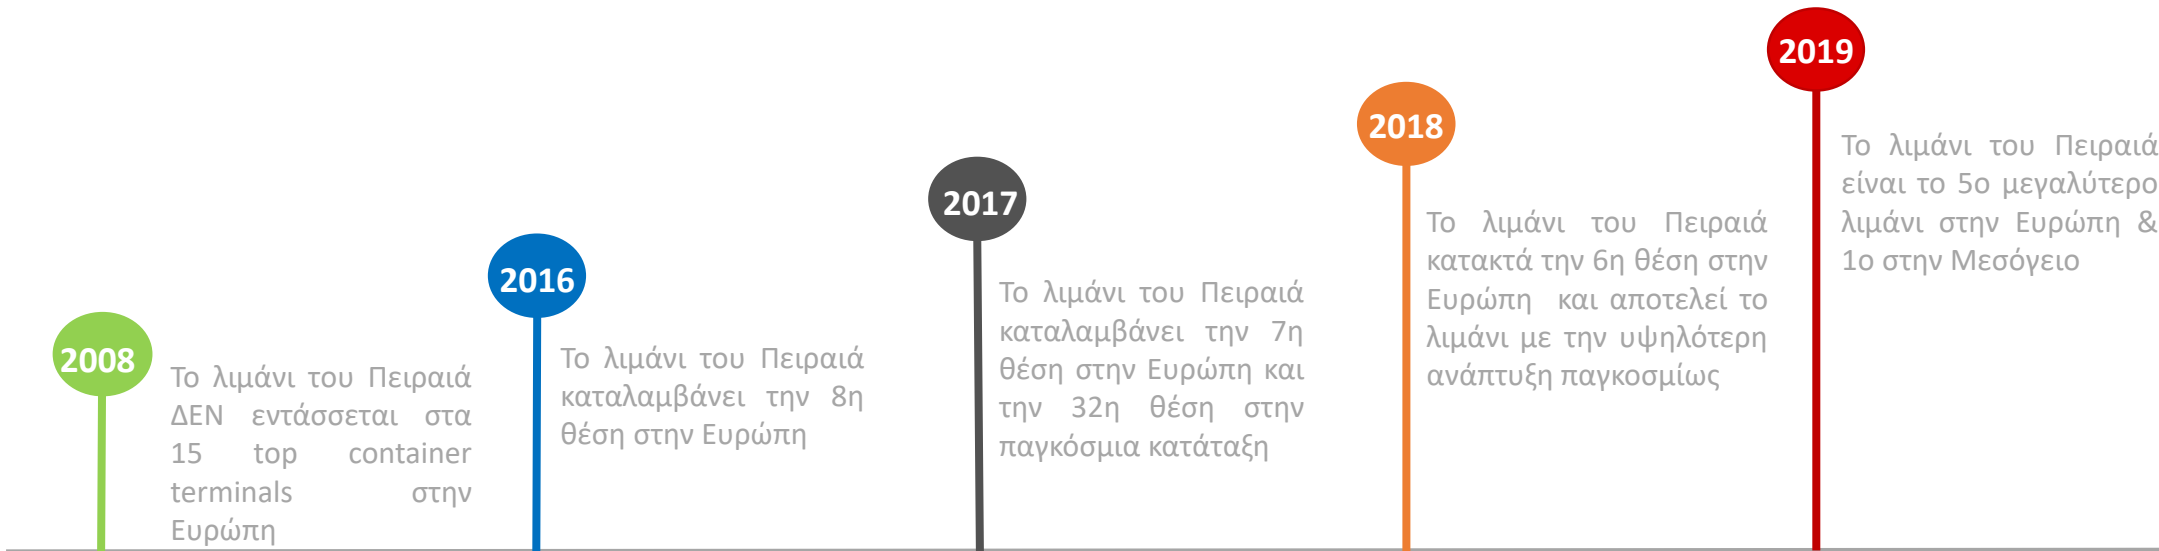 2008
Το λιμάνι του Πειραιά
ΔΕΝ εντάσσεται στα
15 top container
terminals στην
Ευρώπη
2016
Το λιμάνι του Πειραιά
καταλαμβάνει την 8η
θέση στην Ευρώπη
2017
Το λιμάνι του Πειραιά
καταλαμβάνει την 7η
θέση στην Ευρώπη και
την 32η θέση στην
παγκόσμια κατάταξη
2018
Το λιμάνι του Πειραιά
κατακτά την 6η θέση στην
Ευρώπη και αποτελεί το
λιμάνι με την υψηλότερη
ανάπτυξη παγκοσμίως
2019
Το λιμάνι του Πειραιά
είναι το 5ο μεγαλύτερο
λιμάνι στην Ευρώπη &
1ο στην Μεσόγειο